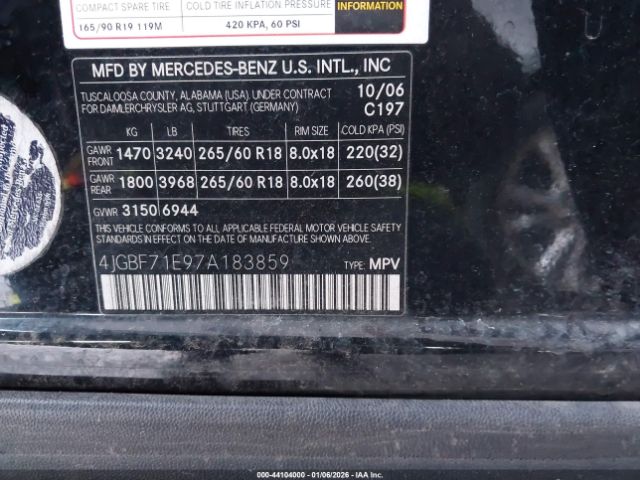 COMPACT SPARE TIRE COLD TIRE INFLATION PRESSURE INFORMATION
165/90 R19 119M 420 KPA, 60 PSI
MFD BY MERCEDES-BENZ U.S. INTL., INC
TUSCALOOSA COUNTY, ALABAMA (USA). UNDER CONTRACT 10/06
FOR DAIMLERCHRYSLER AG, STUTTGART (GERMANY) C197
KG LB TIRES RIM SIZE COLD KPA (PSI)
GAWR FRONT 1470 3240 265/60 R18 8.0x18 220(32)
GAWR REAR 1800 3968 265/60 R18 8.0x18 260(38)
GVWR 3150 6944
THIS VEHICLE CONFORMS TO ALL APPLICABLE FEDERAL MOTOR VEHICLE SAFETY
STANDARDS IN EFFECT ON THE DATE OF MANUFACTURE SHOWN ABOVE.
4JGBF71E97A183859 TYPE: MPV
000-44104000 - 01/06/2026 - IAA Inc.